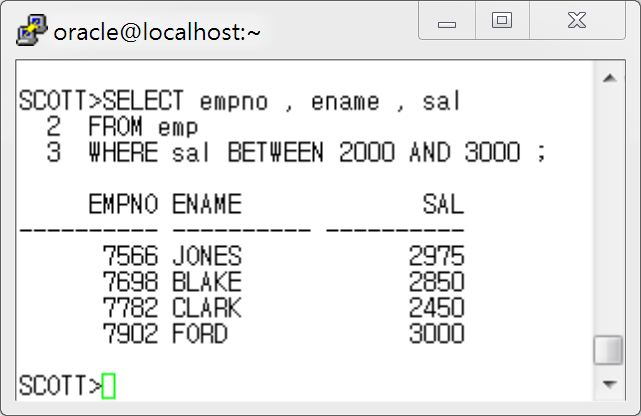 oracle@localhost:~
SCOTT>SELECT empno , ename , sal
  2  FROM emp
  3  WHERE sal BETWEEN 2000 AND 3000 ;
     EMPNO ENAME             SAL
---------- ---------- ----------
      7566 JONES            2975
      7698 BLAKE            2850
      7782 CLARK            2450
      7902 FORD             3000
SCOTT>